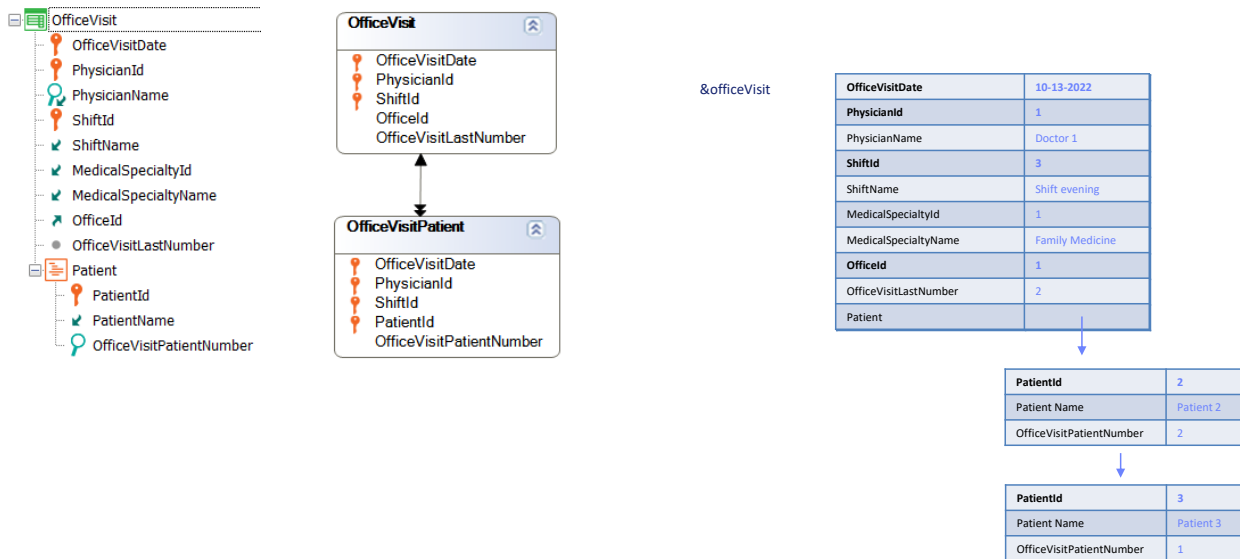 OfficeVisit
OfficeVisitDate
PhysicianId
PhysicianName
ShiftId
ShiftName
MedicalSpecialtyId
MedicalSpecialtyName
OfficeId
OfficeVisitLastNumber
Patient
PatientId
PatientName
OfficeVisitPatientNumber
OfficeVisit
OfficeVisitDate
PhysicianId
ShiftId
OfficeId
OfficeVisitLastNumber
OfficeVisitPatient
OfficeVisitDate
PhysicianId
ShiftId
PatientId
OfficeVisitPatientNumber
&officeVisit
OfficeVisitDate 10-13-2022
PhysicianId 1
PhysicianName Doctor 1
ShiftId 3
ShiftName Shift evening
MedicalSpecialtyId 1
MedicalSpecialtyName Family Medicine
OfficeId 1
OfficeVisitLastNumber 2
Patient
PatientId 2
Patient Name Patient 2
OfficeVisitPatientNumber 2
PatientId 3
Patient Name Patient 3
OfficeVisitPatientNumber 1